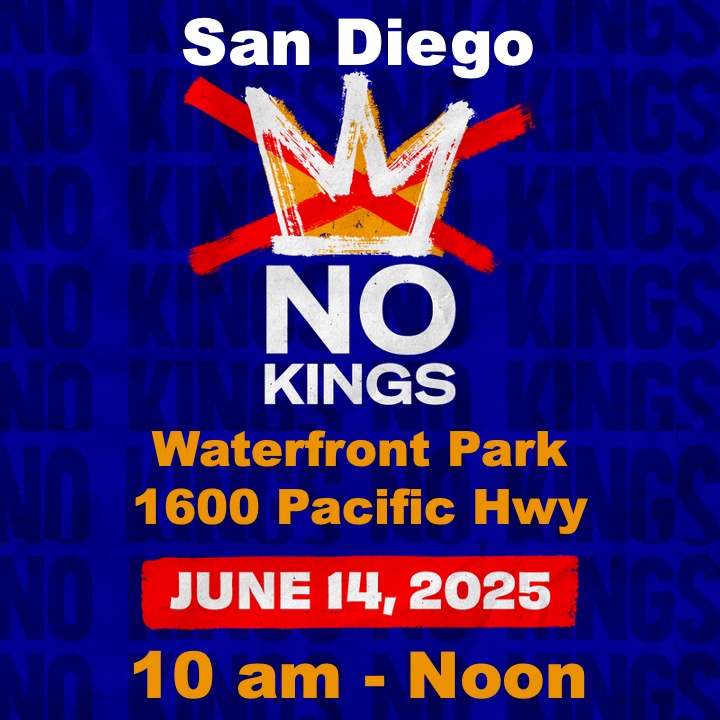 San Diego
NO
KINGS
Waterfront Park
1600 Pacific Hwy
JUNE 14, 2025
10 am - Noon